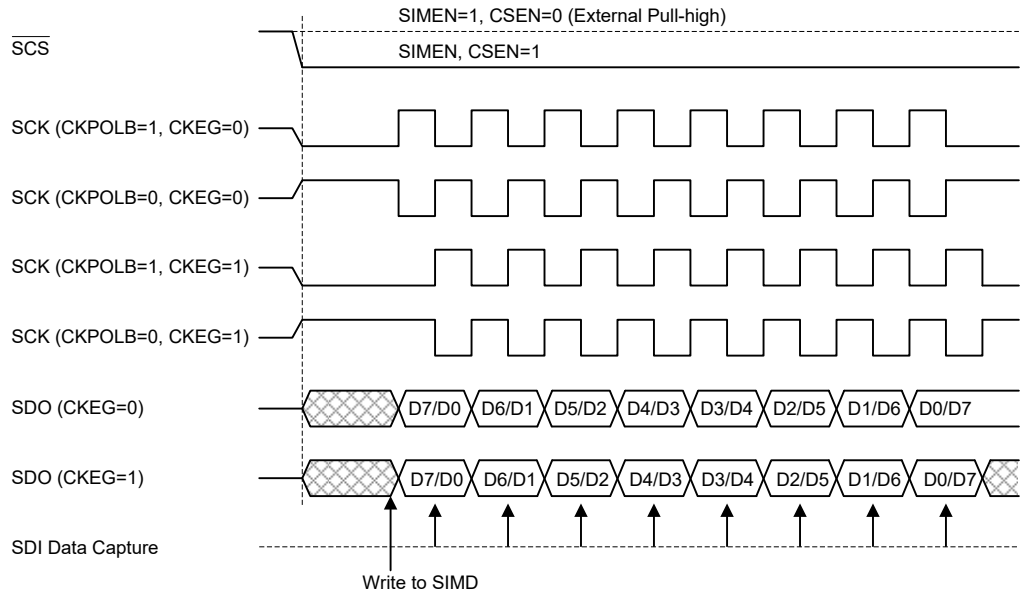 SIMEN=1, CSEN=0 (External Pull-high)
SCS
SIMEN, CSEN=1
SCK (CKPOLB=1, CKEG=0)
SCK (CKPOLB=0, CKEG=0)
SCK (CKPOLB=1, CKEG=1)
SCK (CKPOLB=0, CKEG=1)
SDO (CKEG=0) D7/D0 D6/D1 D5/D2 D4/D3 D3/D4 D2/D5 D1/D6 D0/D7
SDO (CKEG=1) D7/D0 D6/D1 D5/D2 D4/D3 D3/D4 D2/D5 D1/D6 D0/D7
SDI Data Capture
Write to SIMD